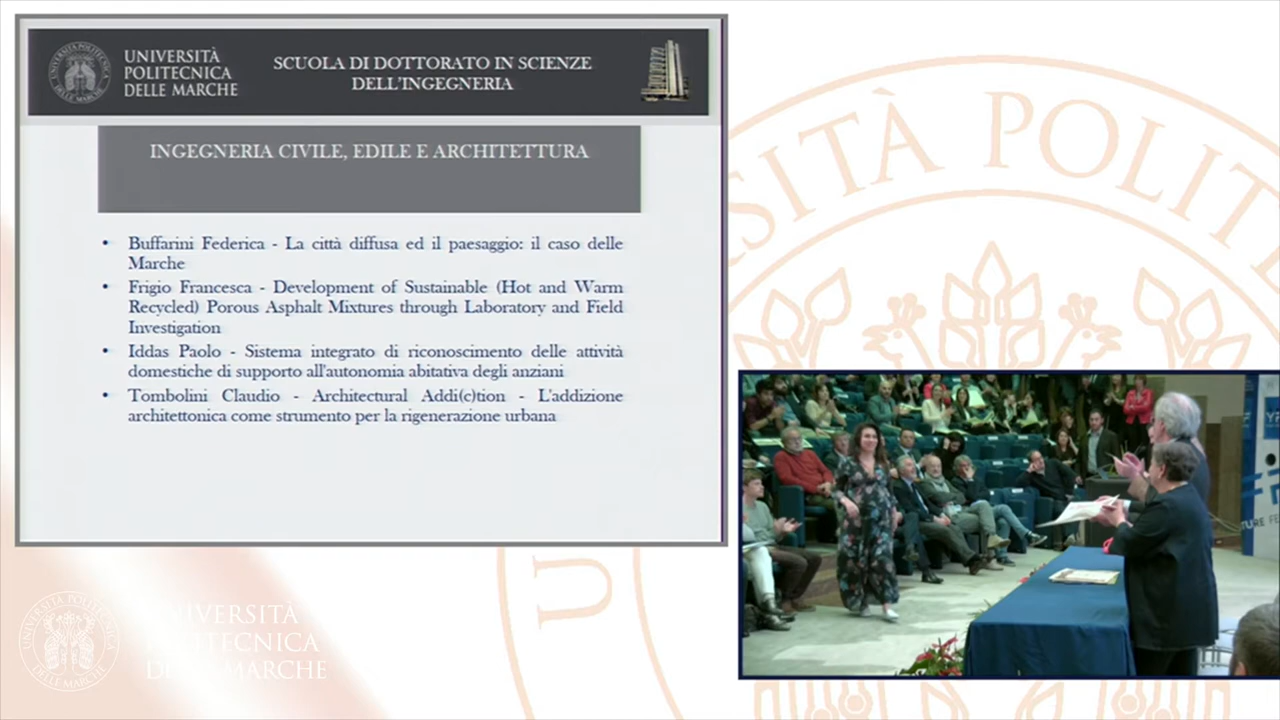 UNIVERSITÀ
POLITECNICA
DELLE MARCHE
SCUOLA DI DOTTORATO IN SCIENZE
DELL'INGEGNERIA
INGEGNERIA CIVILE, EDILE E ARCHITETTURA
• Buffarini Federica - La città diffusa ed il paesaggio: il caso delle
Marche
• Frigio Francesca - Development of Sustainable (Hot and Warm
Recycled) Porous Asphalt Mixtures through Laboratory and Field
Investigation
• Iddas Paolo - Sistema integrato di riconoscimento delle attività
domestiche di supporto all'autonomia abitativa degli anziani
• Tombolini Claudio - Architectural Addi(c)tion - L'addizione
architettonica come strumento per la rigenerazione urbana
SITÀ POLIT
U
UNIVERSITÀ
POLITECNICA
DELLE MARCHE